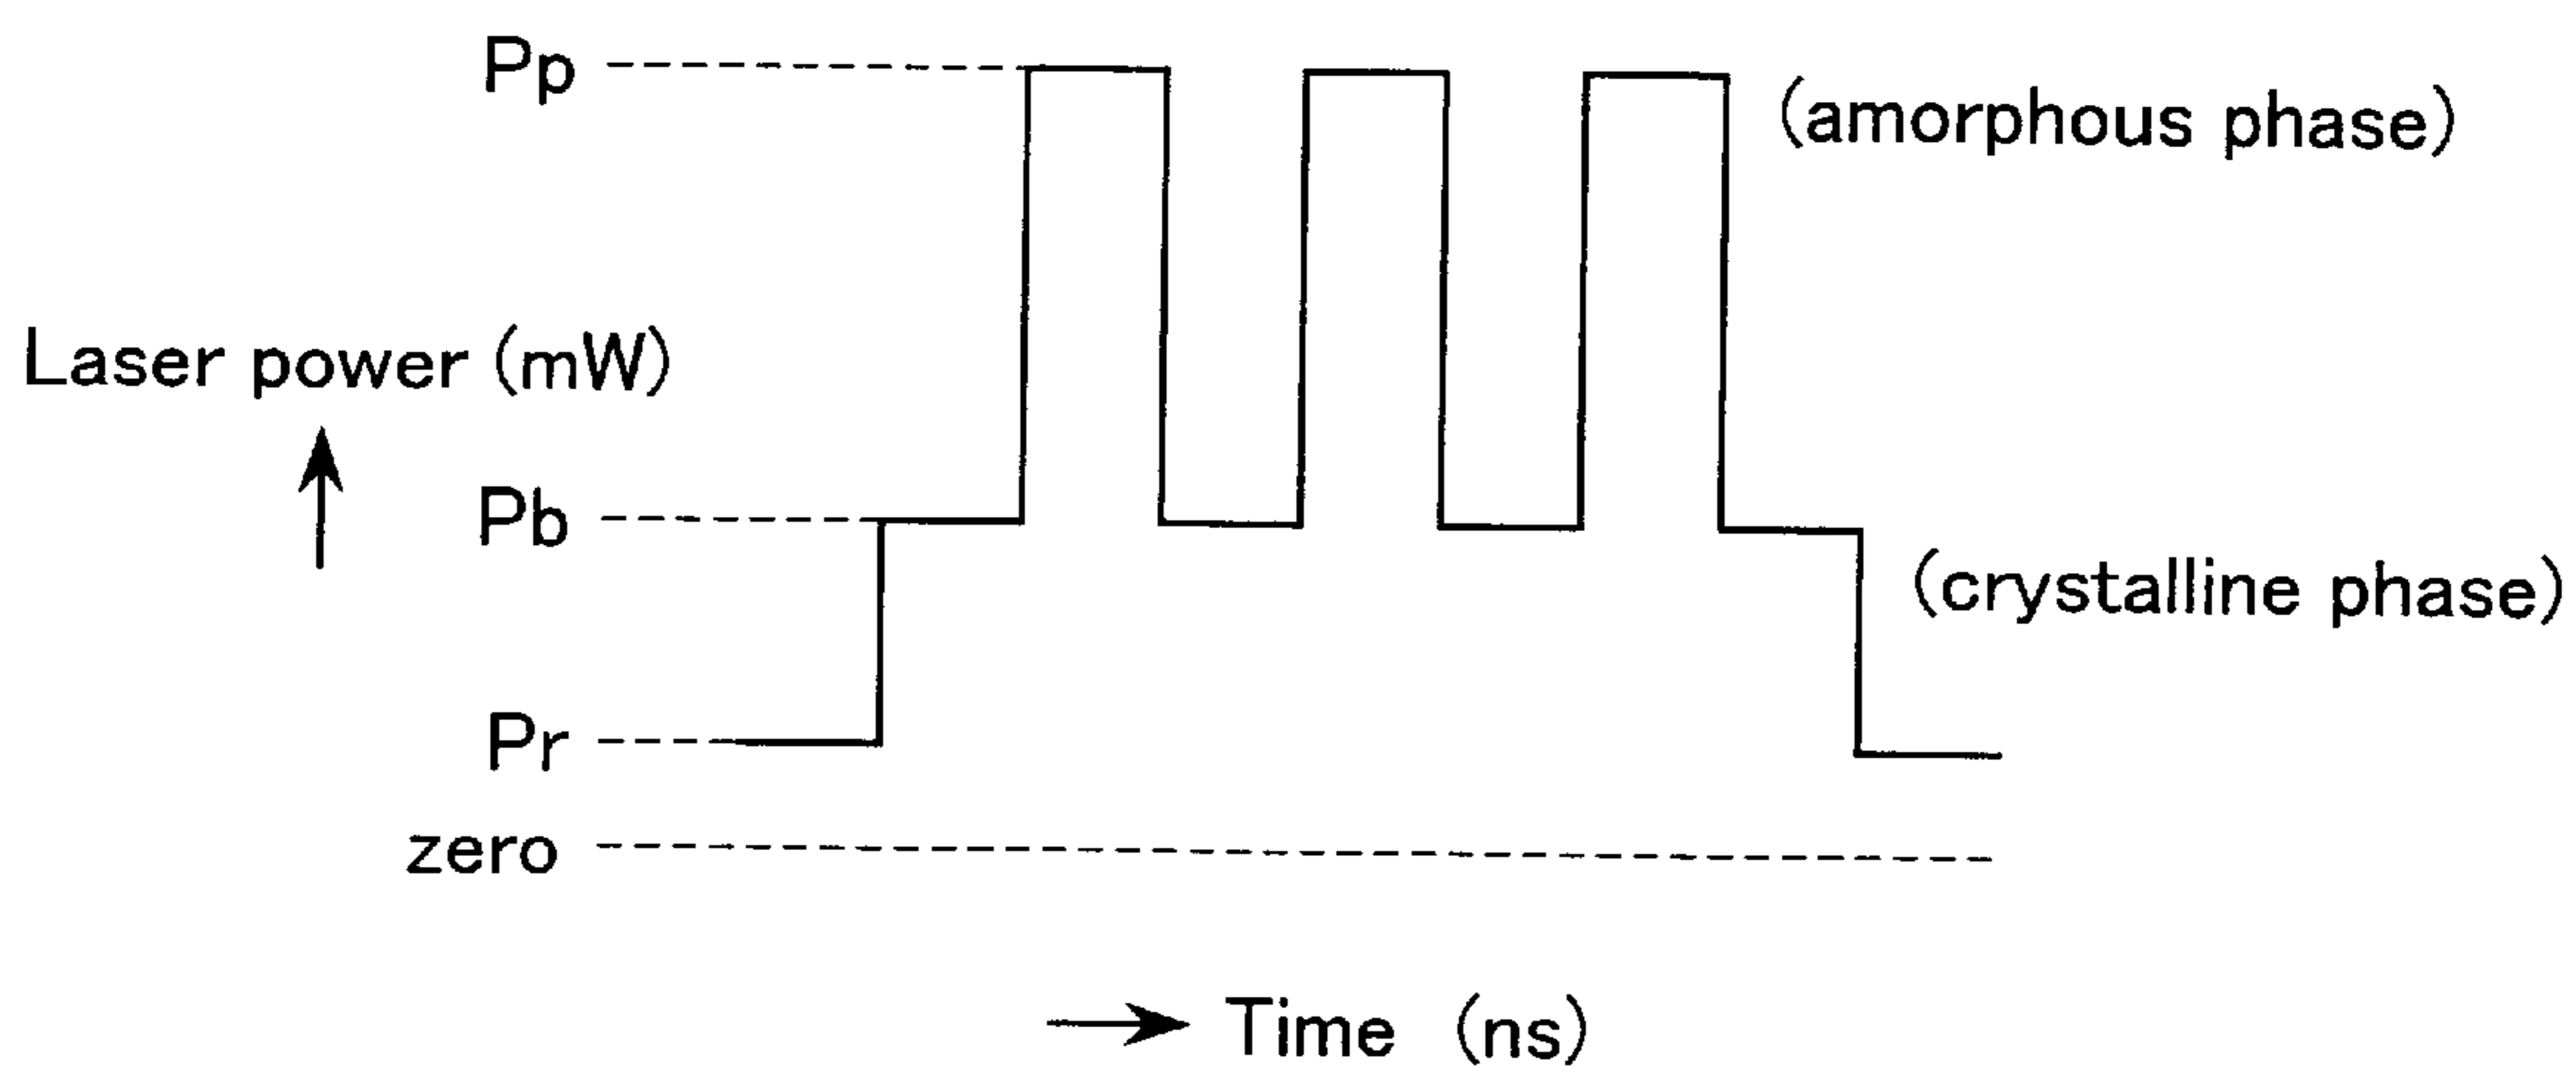 Pp
(amorphous phase)
Laser power (mW)
Pb
(crystalline phase)
Pr
zero
Time (ns)